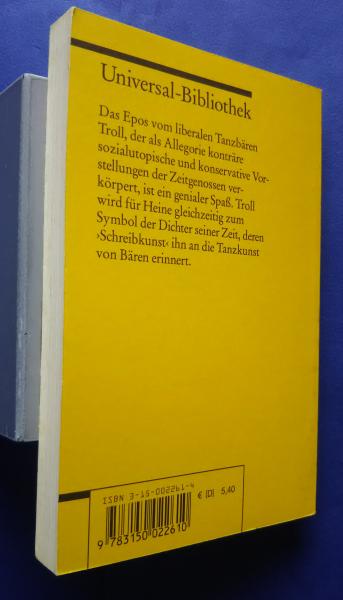 Universal-Bibliothek
Das Epos vom liberalen Tanzbären
Troll, der als Allegorie konträre
sozialutopische und konservative Vor-
stellungen der Zeitgenossen ver-
körpert, ist ein genialer Spaß. Troll
wird für Heine gleichzeitig zum
Symbol der Dichter seiner Zeit, deren
›Schreibkunst‹ ihn an die Tanzkunst
von Bären erinnert.
ISBN 3-15-002261-4
€ [D] 5,40
9 783150 022610